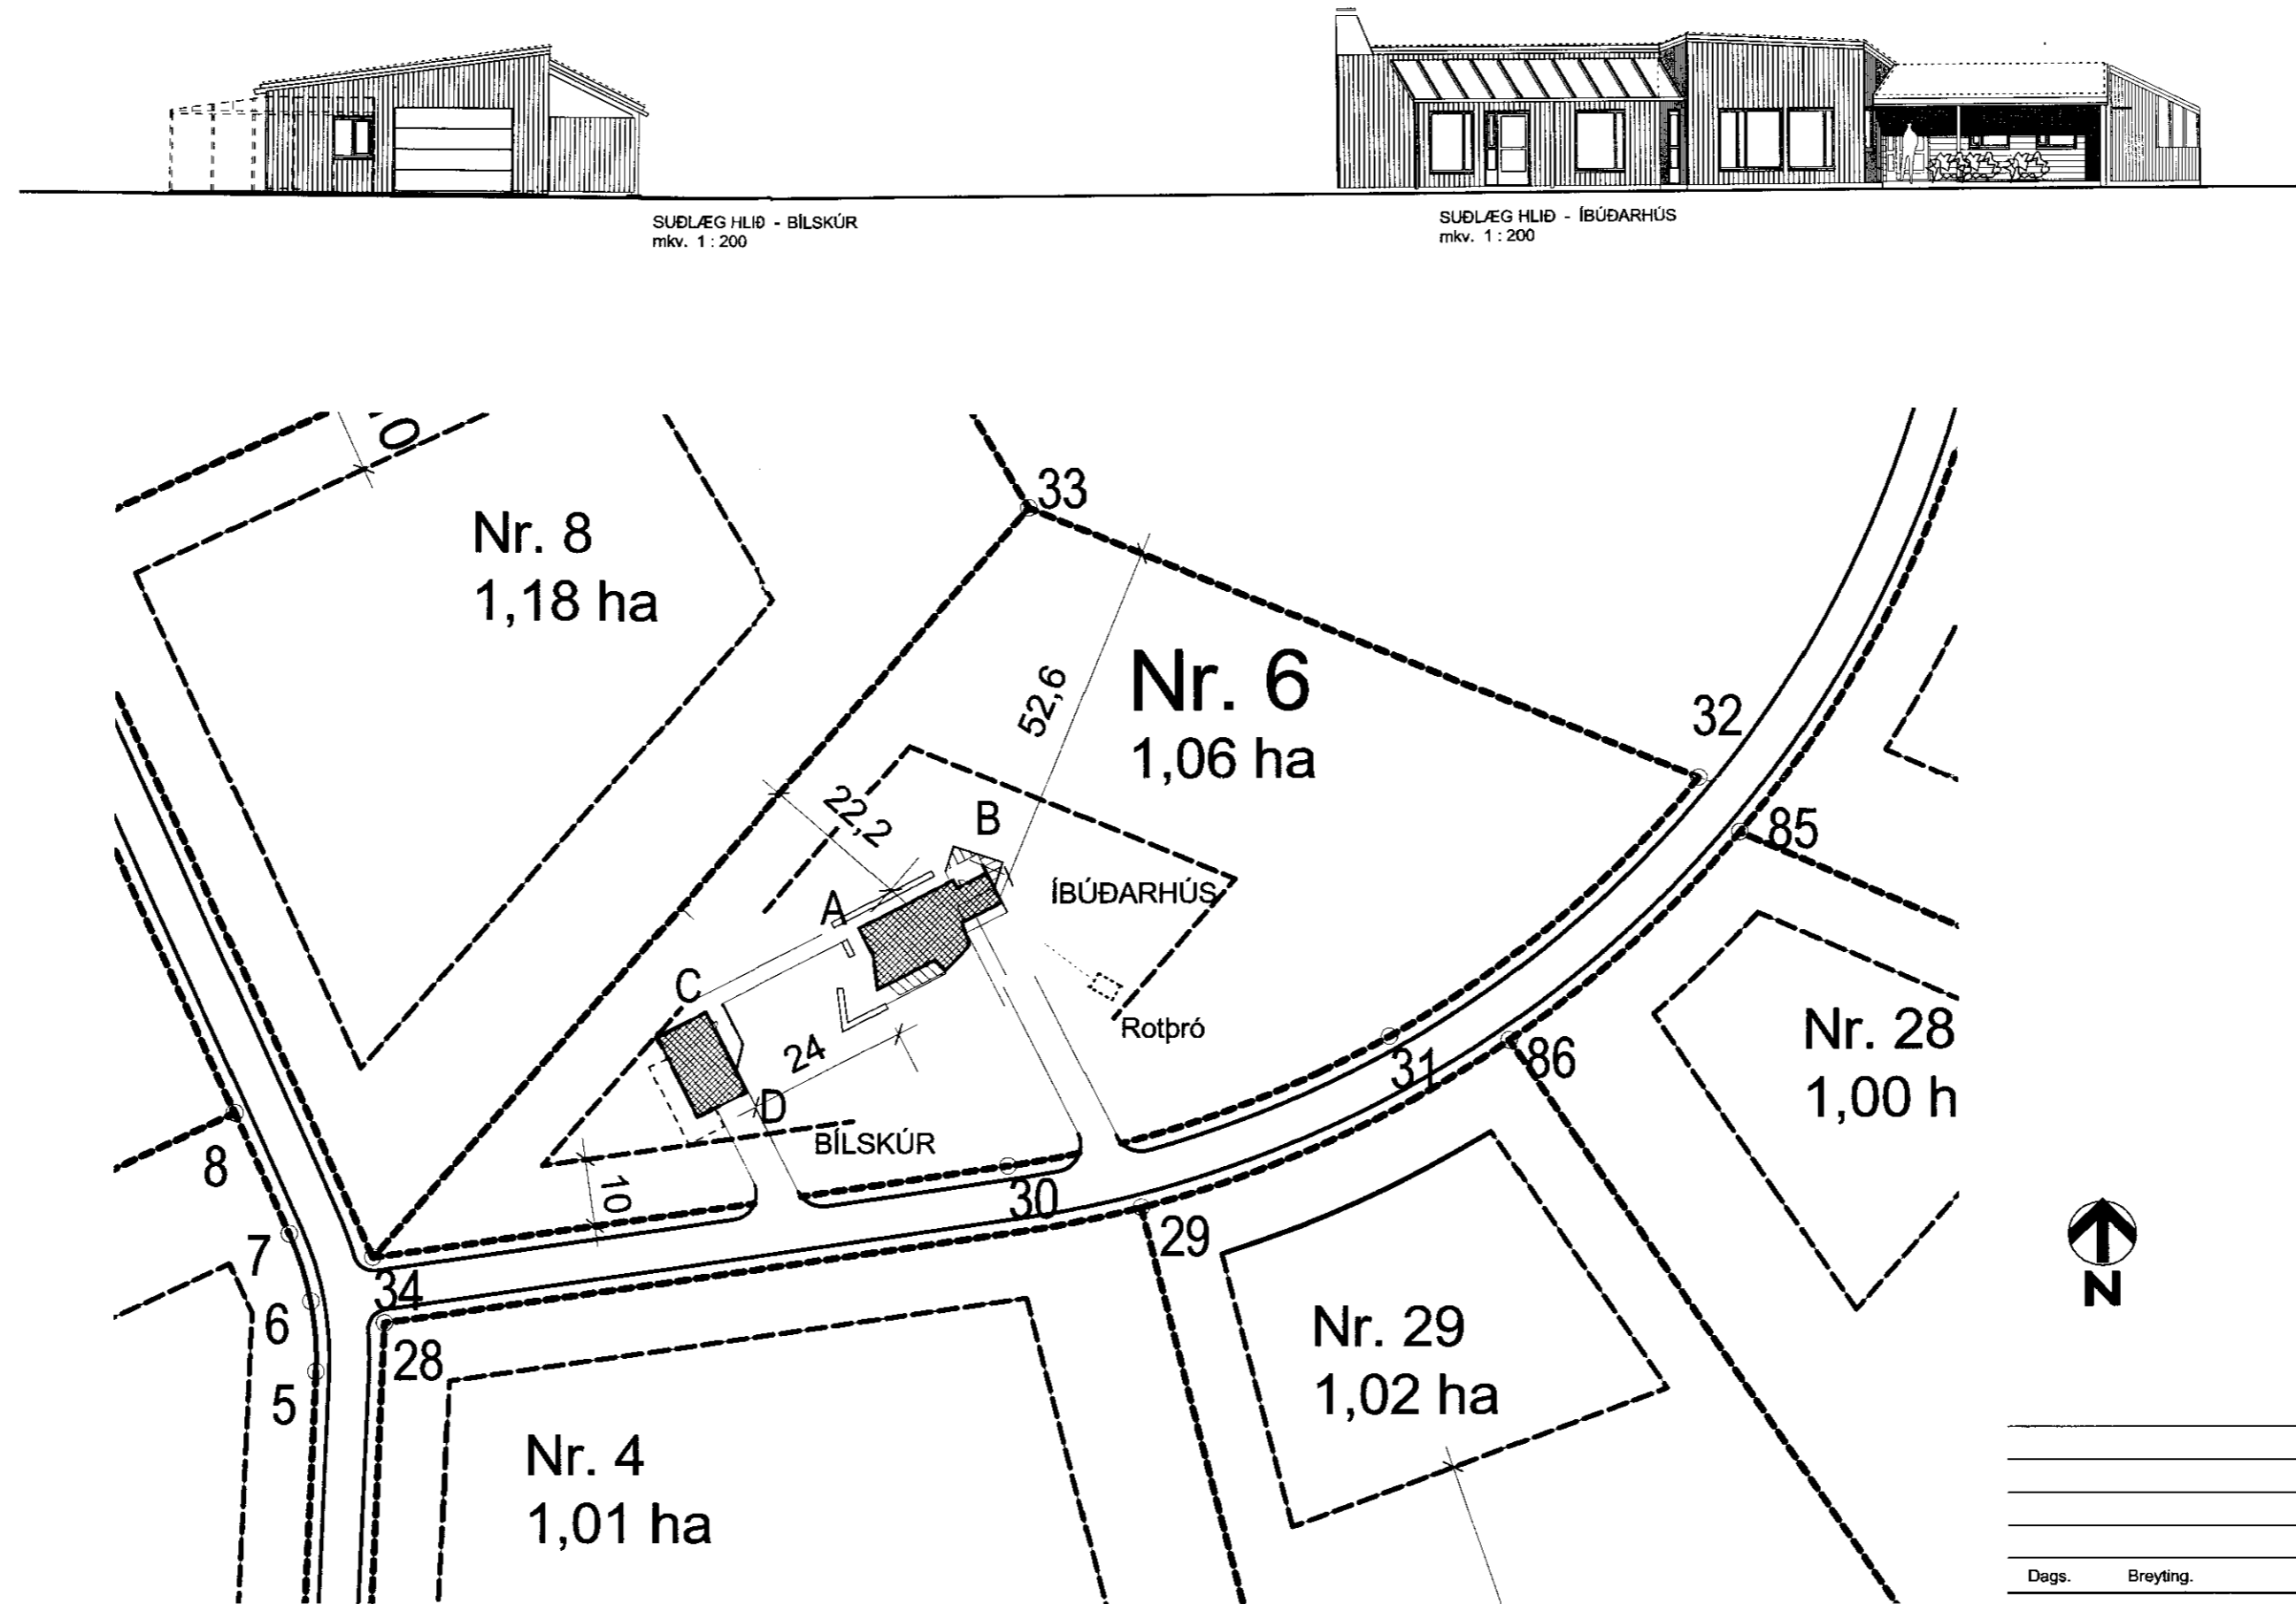 SUÐLÆG HLIÐ - BÍLSKÚR
mkv. 1 : 200
SUÐLÆG HLIÐ - ÍBÚÐARHÚS
mkv. 1 : 200
33
Nr. 8
1,18 ha
52,6
Nr. 6
1,06 ha
32
22,2
B
85
A
ÍBÚÐARHÚS
C
Rotþró
Nr. 28
1,00 h
24
31
86
D
BÍLSKÚR
8
10
30
7
29
34
6
28
5
N
Nr. 29
1,02 ha
Nr. 4
1,01 ha
Dags. Breyting.